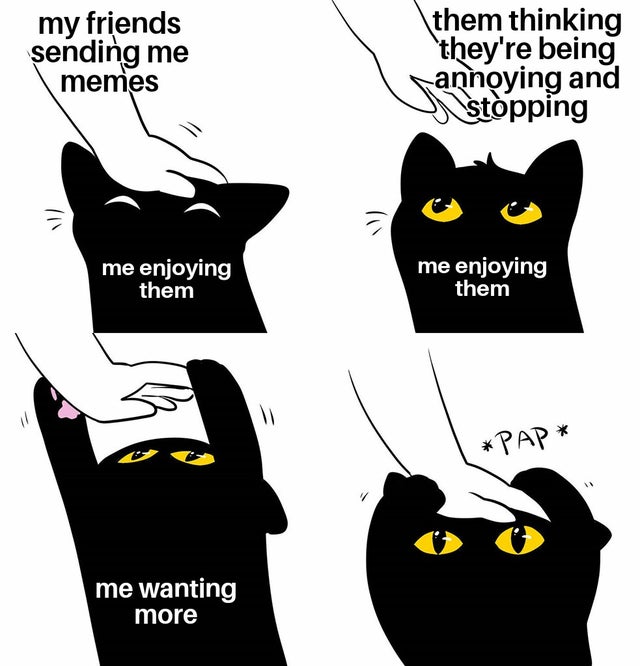 my friends
sending me
memes
them thinking
they're being
annoying and
stopping
me enjoying
them
me enjoying
them
me wanting
more
*PAP*